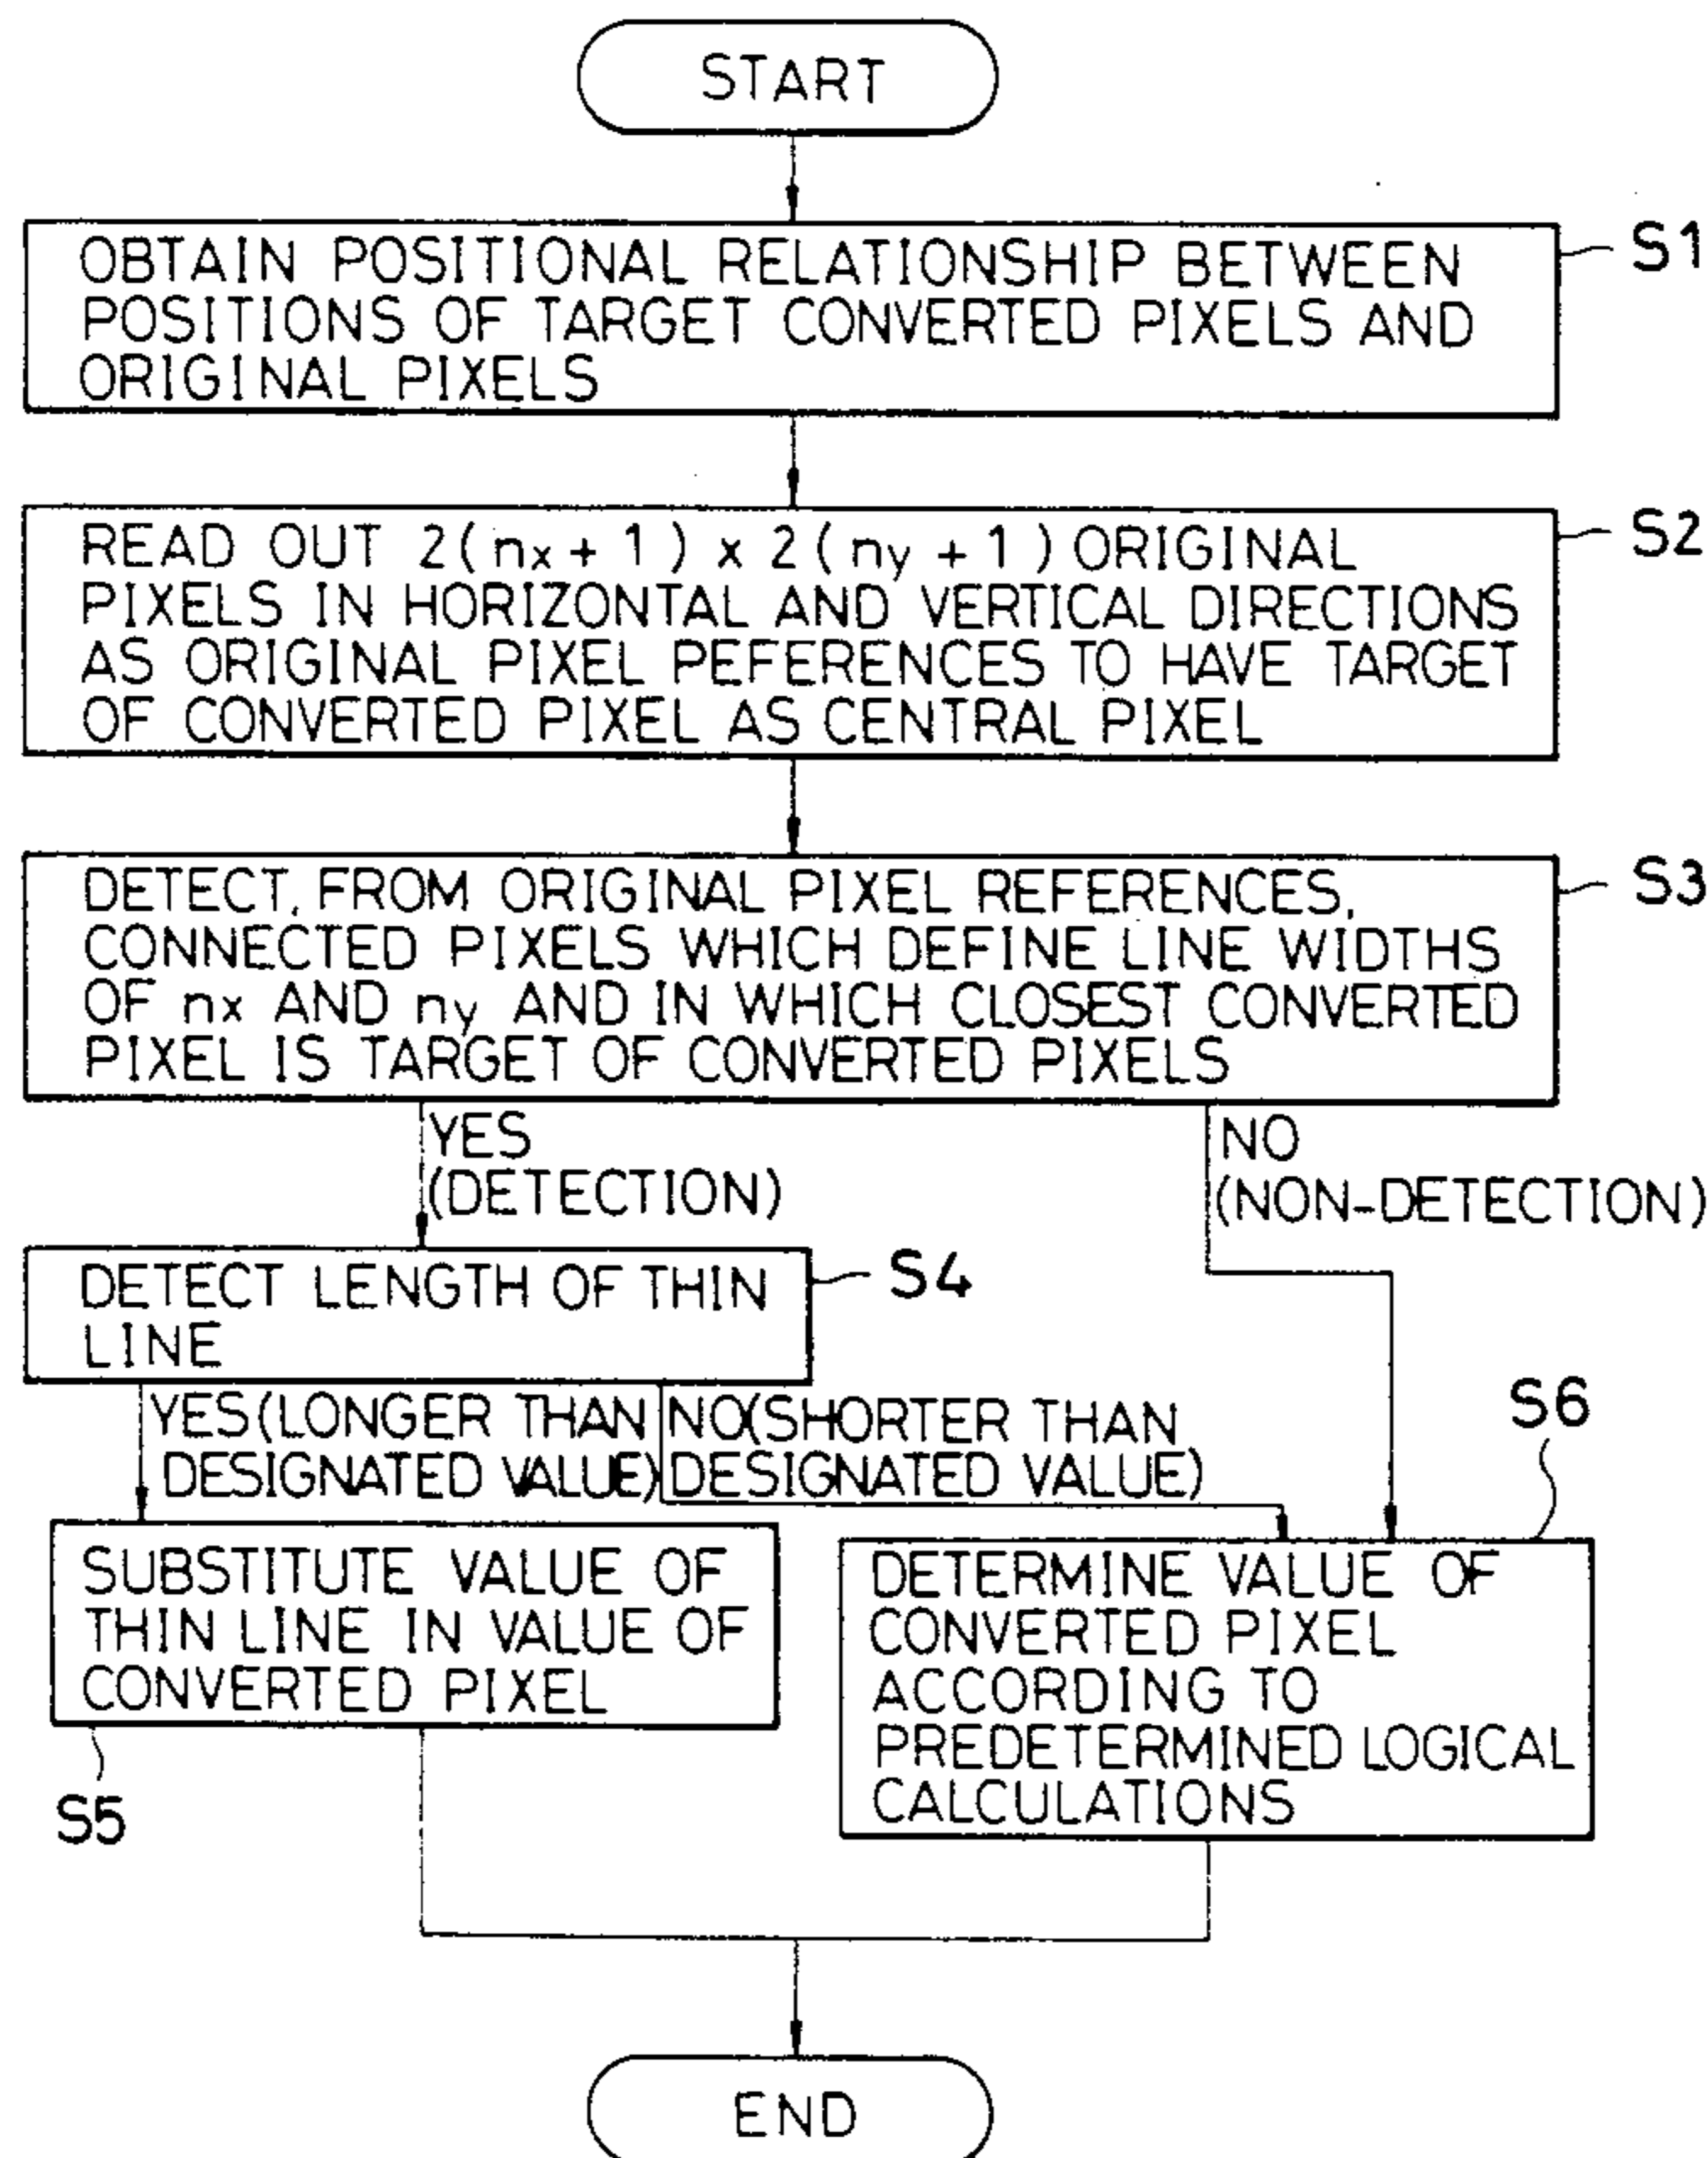 START
OBTAIN POSITIONAL RELATIONSHIP BETWEEN
POSITIONS OF TARGET CONVERTED PIXELS AND
ORIGINAL PIXELS
S1
READ OUT 2(nx + 1) x 2(ny + 1) ORIGINAL
PIXELS IN HORIZONTAL AND VERTICAL DIRECTIONS
AS ORIGINAL PIXEL PEFERENCES TO HAVE TARGET
OF CONVERTED PIXEL AS CENTRAL PIXEL
S2
DETECT, FROM ORIGINAL PIXEL REFERENCES,
CONNECTED PIXELS WHICH DEFINE LINE WIDTHS
OF nx AND ny AND IN WHICH CLOSEST CONVERTED
PIXEL IS TARGET OF CONVERTED PIXELS
S3
YES
(DETECTION)
NO
(NON-DETECTION)
DETECT LENGTH OF THIN
LINE
S4
YES(LONGER THAN
DESIGNATED VALUE)
NO(SHORTER THAN
DESIGNATED VALUE)
S6
SUBSTITUTE VALUE OF
THIN LINE IN VALUE OF
CONVERTED PIXEL
S5
DETERMINE VALUE OF
CONVERTED PIXEL
ACCORDING TO
PREDETERMINED LOGICAL
CALCULATIONS
END